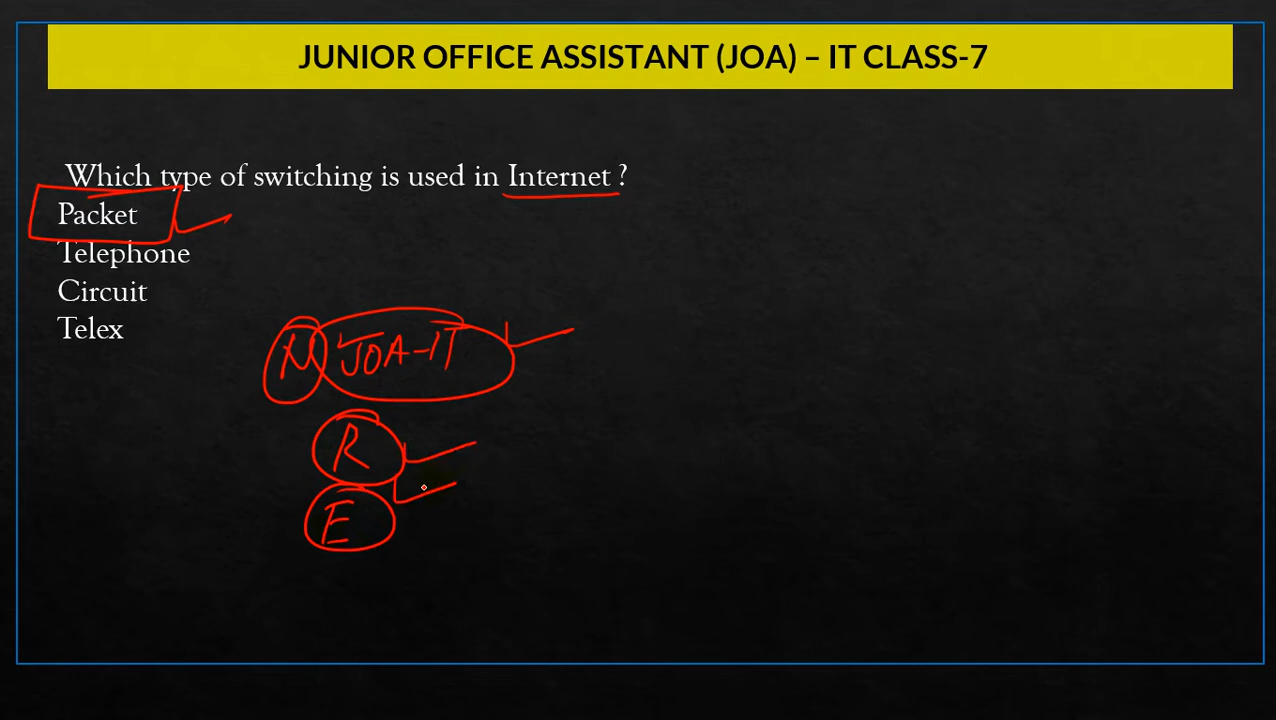 JUNIOR OFFICE ASSISTANT (JOA) – IT CLASS-7
Which type of switching is used in Internet ?
Packet
Telephone
Circuit
Telex
N JOA-IT
R
E